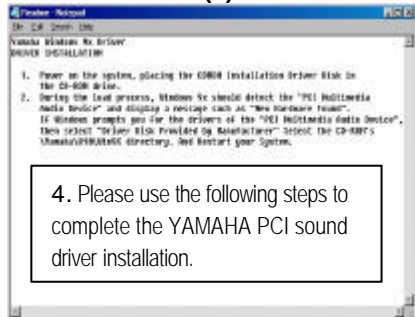 Readme - Notepad
File Edit Search Help
Yamaha Windows 9x Driver
DRIVER INSTALLATION
1. Power on the system, placing the CDROM Installation Driver Disk in
the CD-ROM drive.
2. During the load process, Windows 9x should detect the "PCI Multimedia
Audio Device" and display a message such as "New Hardware Found".
If Windows prompts you for the drivers of the "PCI Multimedia Audio Device",
then select "Driver Disk Provided by Manufacturer" Select the CD-ROM's
directory. And Restart your System.
4. Please use the following steps to
complete the YAMAHA PCI sound
driver installation.